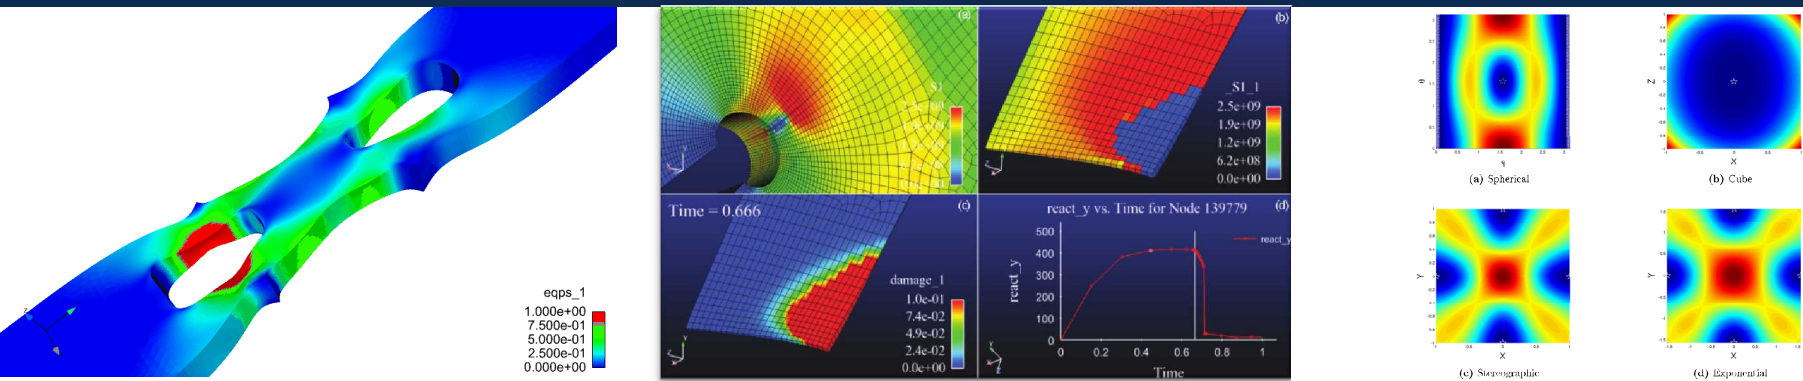 eqps_1
1.000e+00
7.500e-01
5.000e-01
2.500e-01
0.000e+00
(a)
S1
(b)
_S1_1
2.5e+09
1.9e+09
1.2e+09
6.2e+08
0.0e+00
Time = 0.666
(c)
damage_1
1.0e-01
7.4e-02
4.9e-02
2.4e-02
0.0e+00
react_y vs. Time for Node 139779
(d)
react_y
500
400
300
200
100
0
react_y
0 0.2 0.4 0.6 0.8 1
Time
θ
(a) Spherical
Z
X
(b) Cube
Y
X
(c) Stereographic
Y
X
(d) Exponential